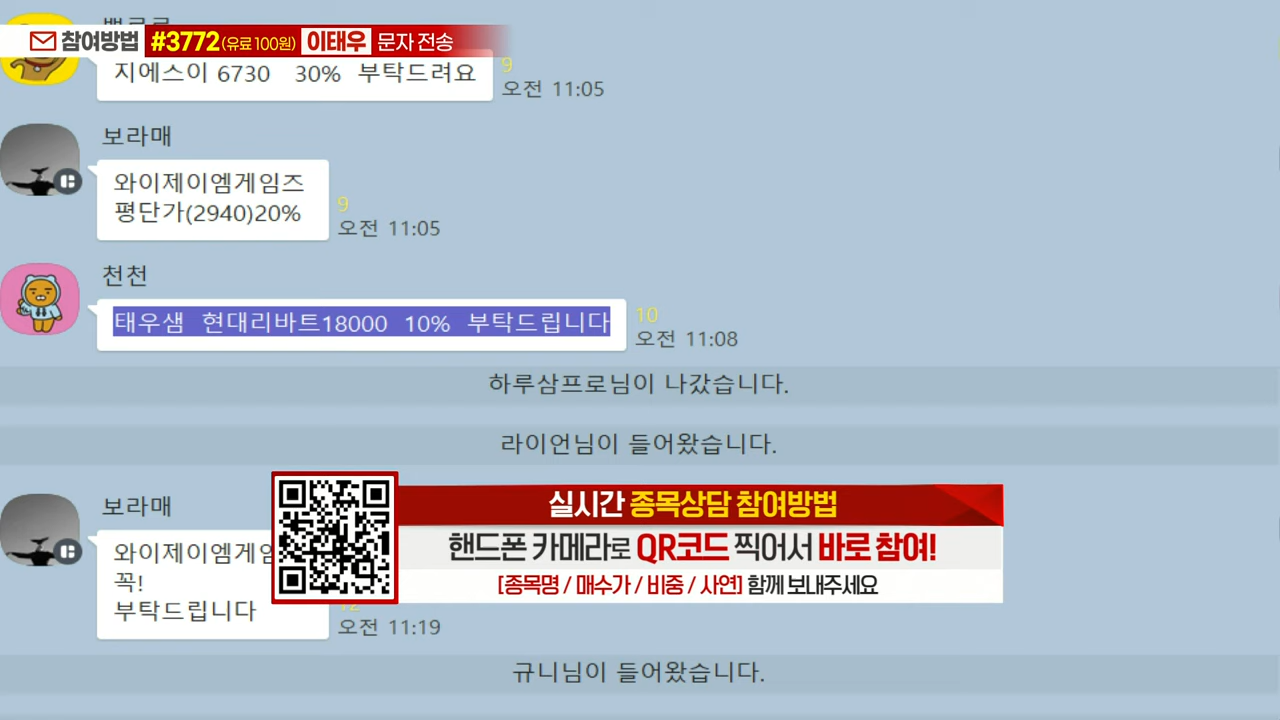 참여방법 #3772(유료 100원) 이태우 문자 전송
지에스이 6730 30% 부탁드려요
9
오전 11:05
보라매
와이제이엠게임즈
평단가(2940)20%
9
오전 11:05
천천
태우샘 현대리바트18000 10% 부탁드립니다
10
오전 11:08
하루삼프로님이 나갔습니다.
라이언님이 들어왔습니다.
보라매
와이제이엠게임
꼭!
부탁드립니다
12
오전 11:19
실시간 종목상담 참여방법
핸드폰 카메라로 QR코드 찍어서 바로 참여!
[종목명 / 매수가 / 비중 / 사연] 함께 보내주세요
규니님이 들어왔습니다.